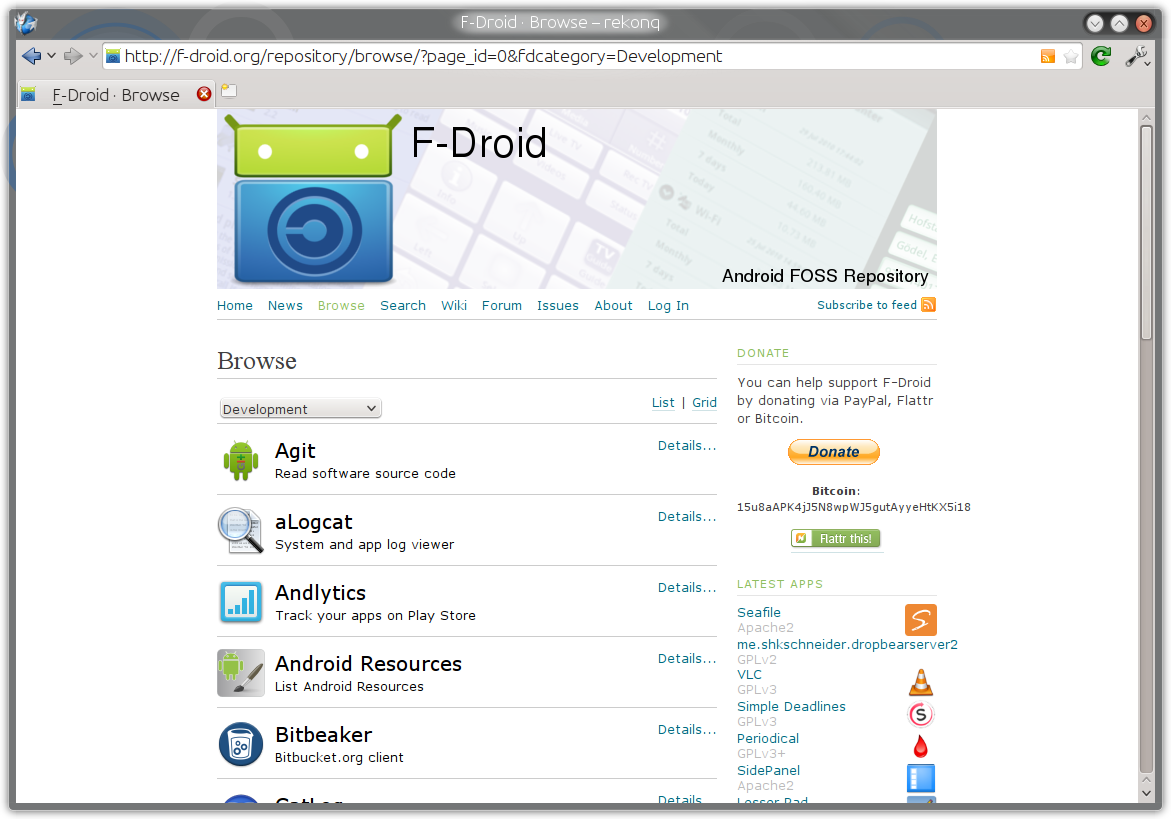 F-Droid · Browse – rekonq
http://f-droid.org/repository/browse/?page_id=0&fdcategory=Development
F-Droid · Browse
F-Droid
Android FOSS Repository
Home News Browse Search Wiki Forum Issues About Log In
Subscribe to feed
Browse
Development
List | Grid
Agit
Details...
Read software source code
aLogcat
Details...
System and app log viewer
Andlytics
Details...
Track your apps on Play Store
Android Resources
Details...
List Android Resources
Bitbeaker
Details...
Bitbucket.org client
CatLog
Details...
DONATE
You can help support F-Droid
by donating via PayPal, Flattr
or Bitcoin.
Donate
Bitcoin:
15u8aAPK4jJ5N8wpWJ5gutAyyeHtKX5i18
Flattr this!
LATEST APPS
Seafile
Apache2
me.shkschneider.dropbearserver2
GPLv2
VLC
GPLv3
Simple Deadlines
GPLv3
Periodical
GPLv3+
SidePanel
Apache2
Lesser Pad